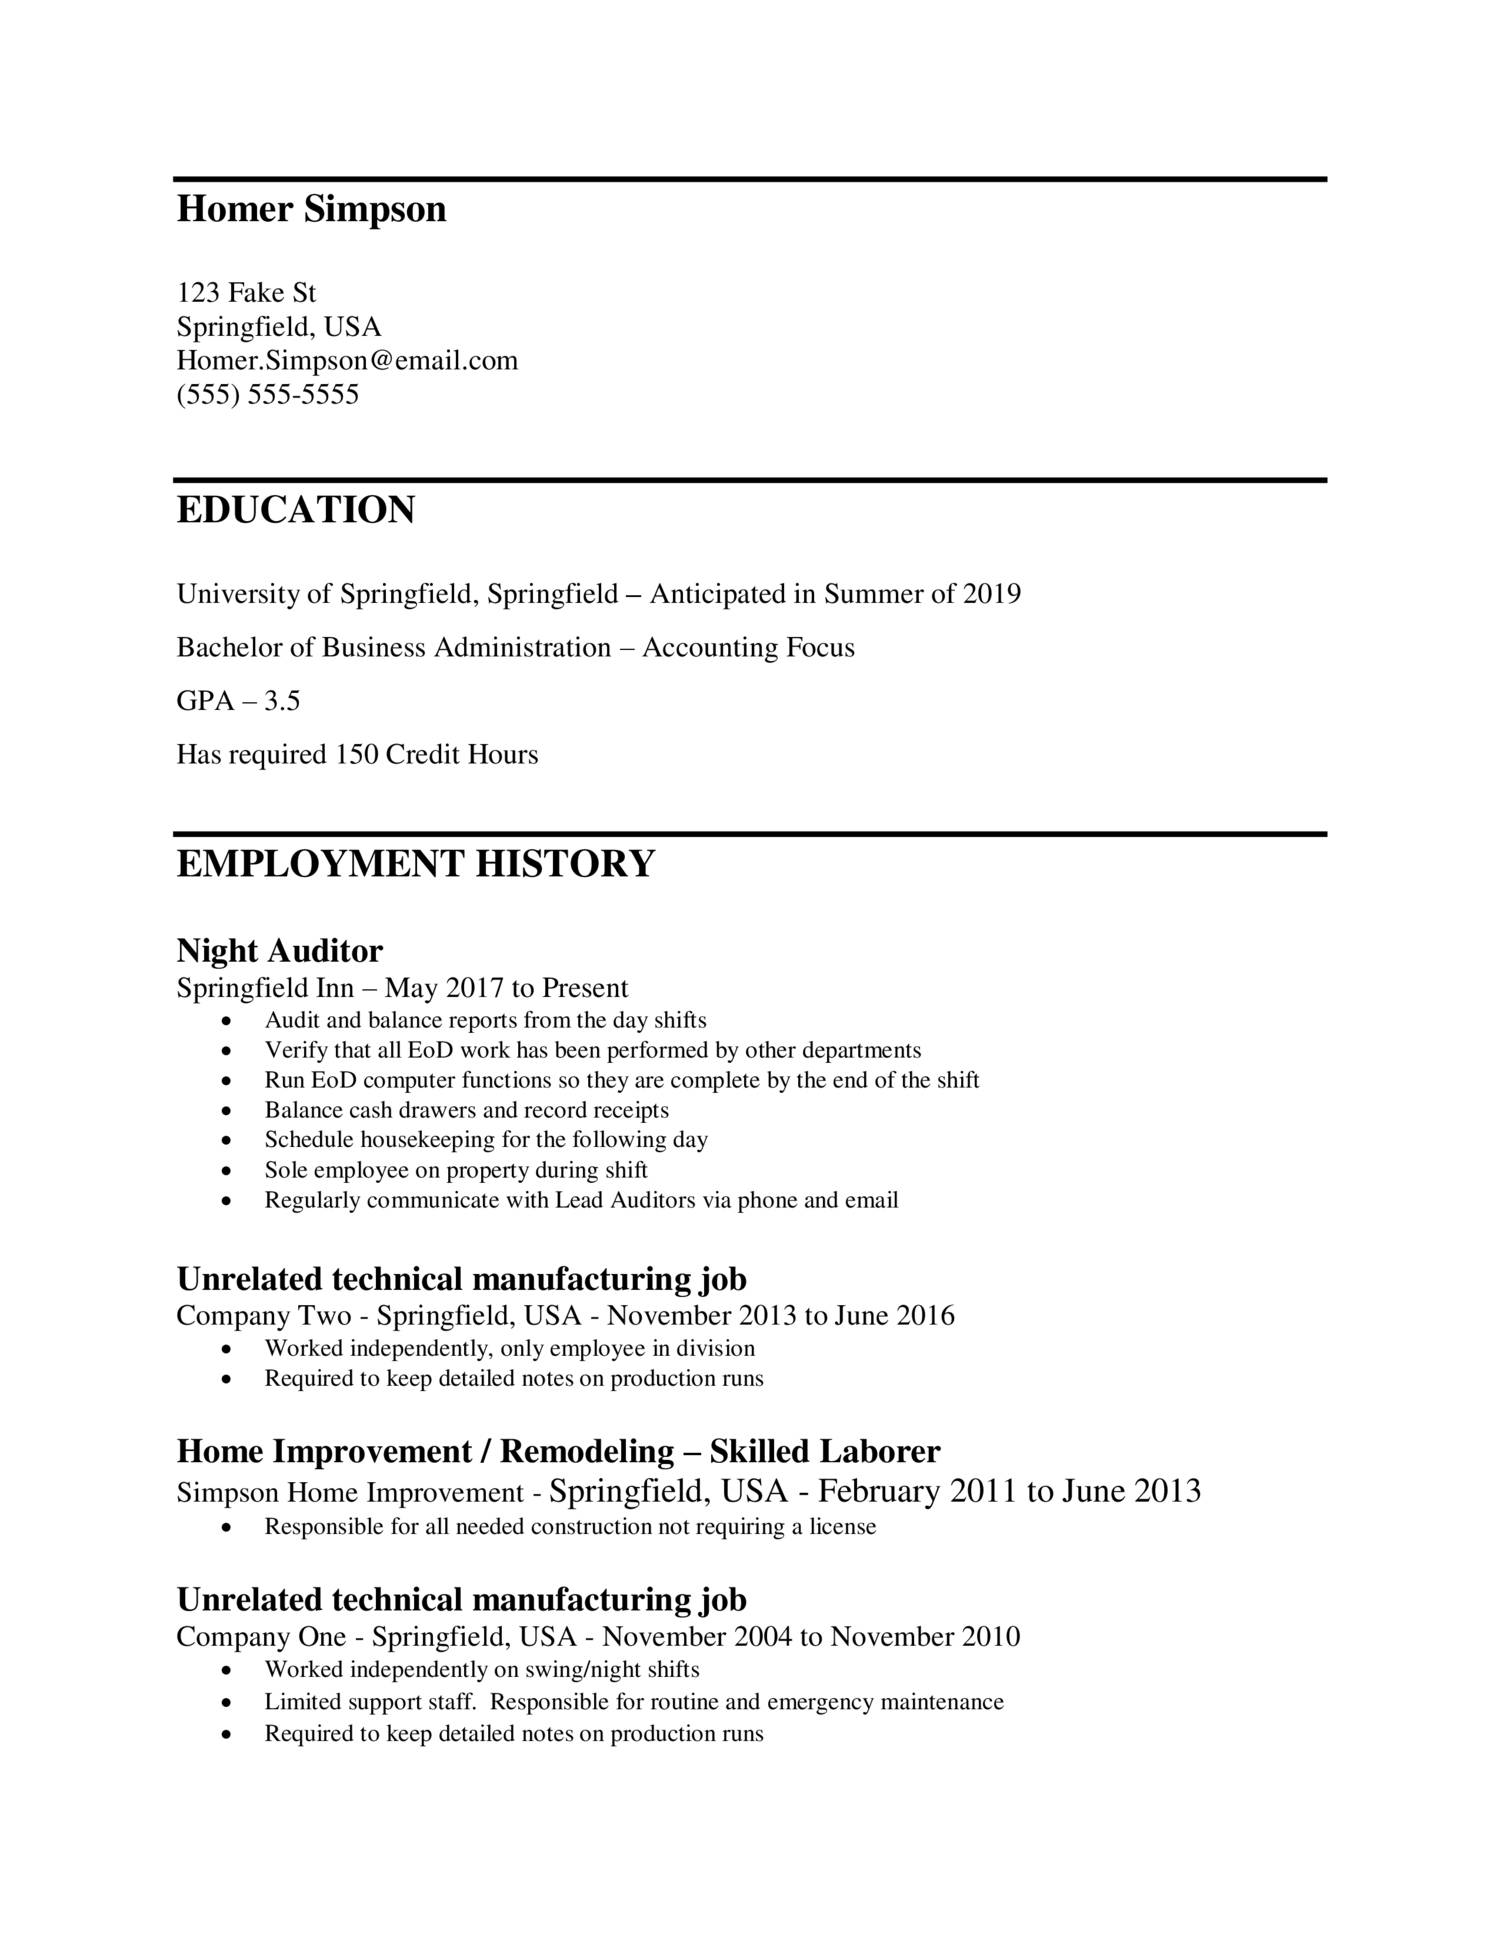 Homer Simpson
123 Fake St
Springfield, USA
Homer.Simpson@email.com
(555) 555-5555
EDUCATION
University of Springfield, Springfield – Anticipated in Summer of 2019
Bachelor of Business Administration – Accounting Focus
GPA – 3.5
Has required 150 Credit Hours
EMPLOYMENT HISTORY
Night Auditor
Springfield Inn – May 2017 to Present
• Audit and balance reports from the day shifts
• Verify that all EoD work has been performed by other departments
• Run EoD computer functions so they are complete by the end of the shift
• Balance cash drawers and record receipts
• Schedule housekeeping for the following day
• Sole employee on property during shift
• Regularly communicate with Lead Auditors via phone and email
Unrelated technical manufacturing job
Company Two - Springfield, USA - November 2013 to June 2016
• Worked independently, only employee in division
• Required to keep detailed notes on production runs
Home Improvement / Remodeling – Skilled Laborer
Simpson Home Improvement - Springfield, USA - February 2011 to June 2013
• Responsible for all needed construction not requiring a license
Unrelated technical manufacturing job
Company One - Springfield, USA - November 2004 to November 2010
• Worked independently on swing/night shifts
• Limited support staff.  Responsible for routine and emergency maintenance
• Required to keep detailed notes on production runs